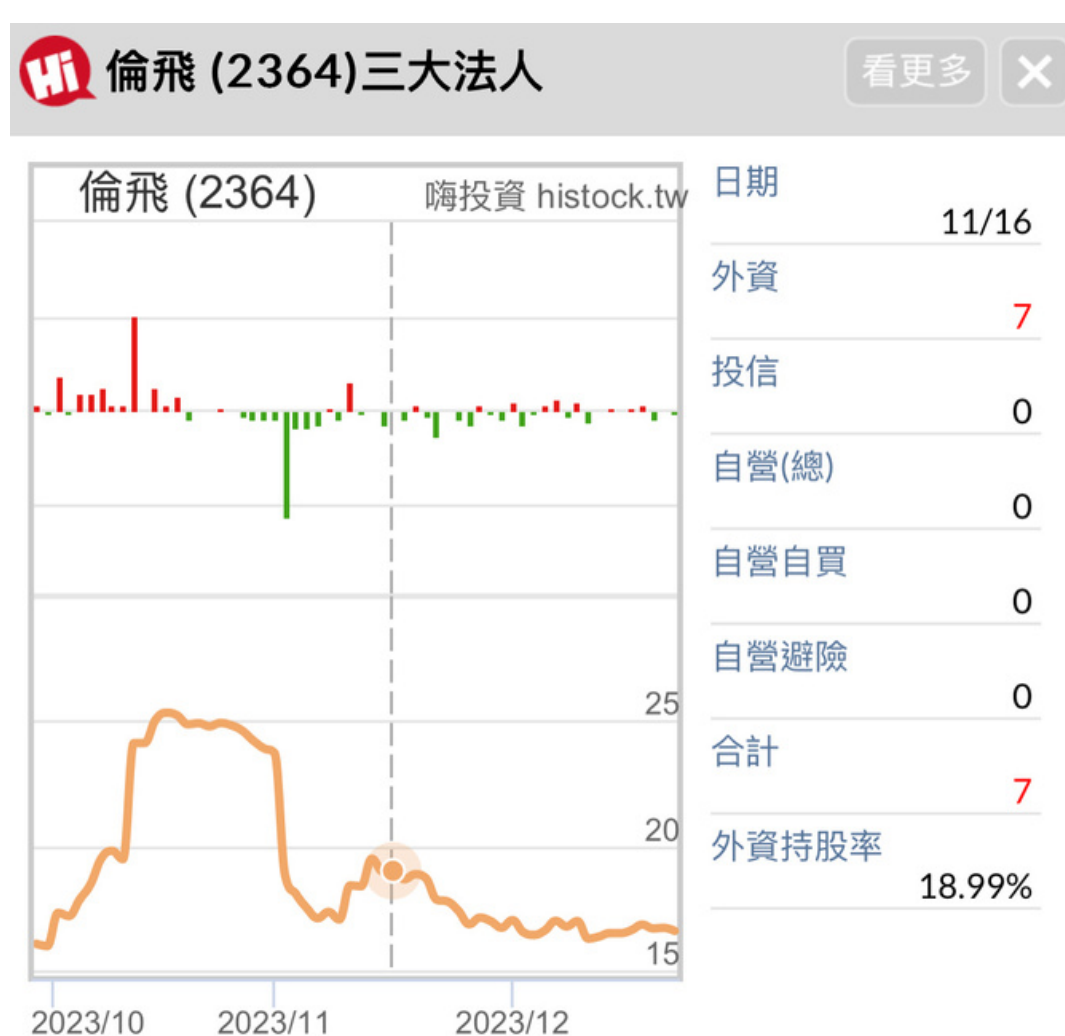 Hi 倫飛 (2364)三大法人
看更多
倫飛 (2364)
嗨投資 histock.tw
25
20
15
2023/10
2023/11
2023/12
日期
11/16
外資
7
投信
0
自營(總)
0
自營自買
0
自營避險
0
合計
7
外資持股率
18.99%